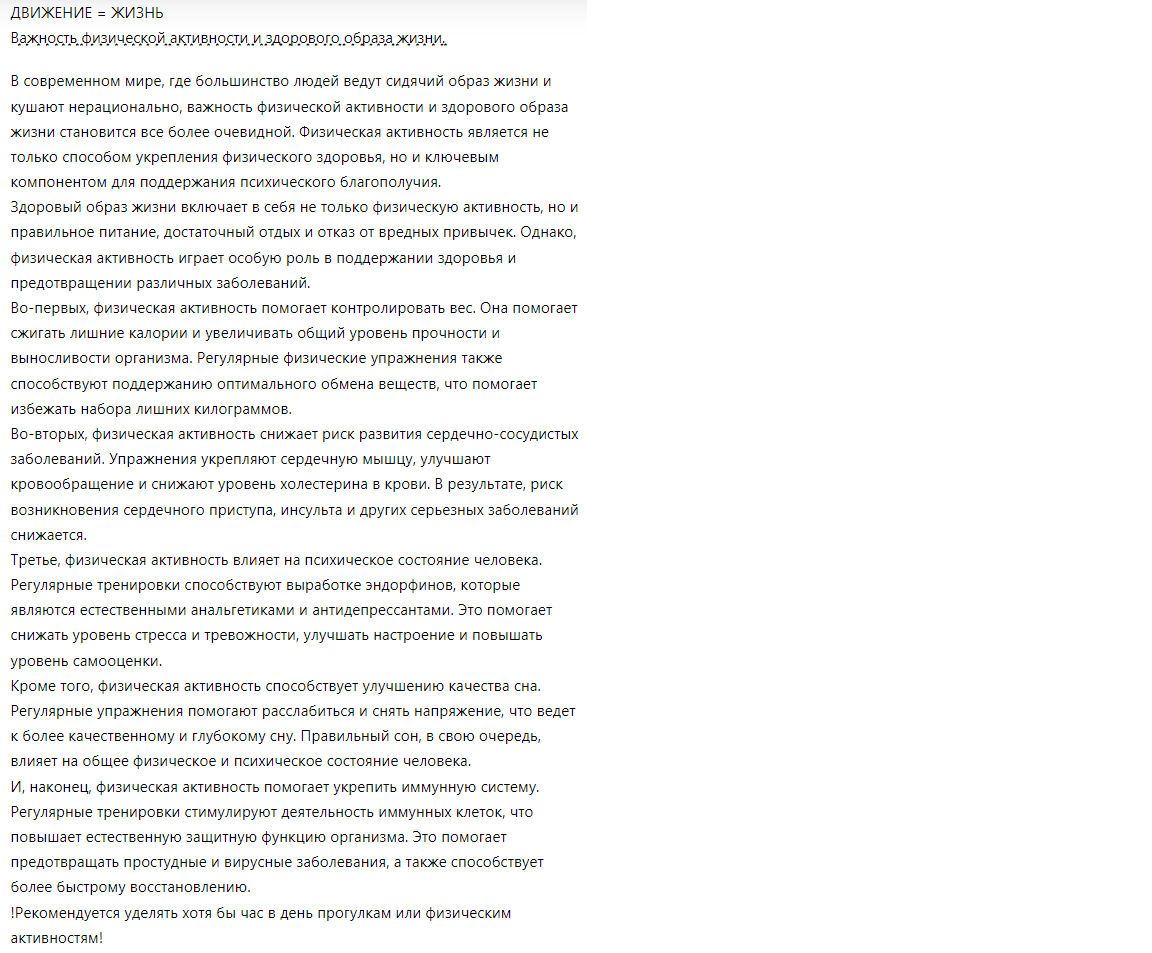 ДВИЖЕНИЕ = ЖИЗНЬ
Важность физической активности и здорового образа жизни.
В современном мире, где большинство людей ведут сидячий образ жизни и
кушают нерационально, важность физической активности и здорового образа
жизни становится все более очевидной. Физическая активность является не
только способом укрепления физического здоровья, но и ключевым
компонентом для поддержания психического благополучия.
Здоровый образ жизни включает в себя не только физическую активность, но и
правильное питание, достаточный отдых и отказ от вредных привычек. Однако,
физическая активность играет особую роль в поддержании здоровья и
предотвращении различных заболеваний.
Во-первых, физическая активность помогает контролировать вес. Она помогает
сжигать лишние калории и увеличивать общий уровень прочности и
выносливости организма. Регулярные физические упражнения также
способствуют поддержанию оптимального обмена веществ, что помогает
избежать набора лишних килограммов.
Во-вторых, физическая активность снижает риск развития сердечно-сосудистых
заболеваний. Упражнения укрепляют сердечную мышцу, улучшают
кровообращение и снижают уровень холестерина в крови. В результате, риск
возникновения сердечного приступа, инсульта и других серьезных заболеваний
снижается.
Третье, физическая активность влияет на психическое состояние человека.
Регулярные тренировки способствуют выработке эндорфинов, которые
являются естественными анальгетиками и антидепрессантами. Это помогает
снижать уровень стресса и тревожности, улучшать настроение и повышать
уровень самооценки.
Кроме того, физическая активность способствует улучшению качества сна.
Регулярные упражнения помогают расслабиться и снять напряжение, что ведет
к более качественному и глубокому сну. Правильный сон, в свою очередь,
влияет на общее физическое и психическое состояние человека.
И, наконец, физическая активность помогает укрепить иммунную систему.
Регулярные тренировки стимулируют деятельность иммунных клеток, что
повышает естественную защитную функцию организма. Это помогает
предотвращать простудные и вирусные заболевания, а также способствует
более быстрому восстановлению.
!Рекомендуется уделять хотя бы час в день прогулкам или физическим
активностям!